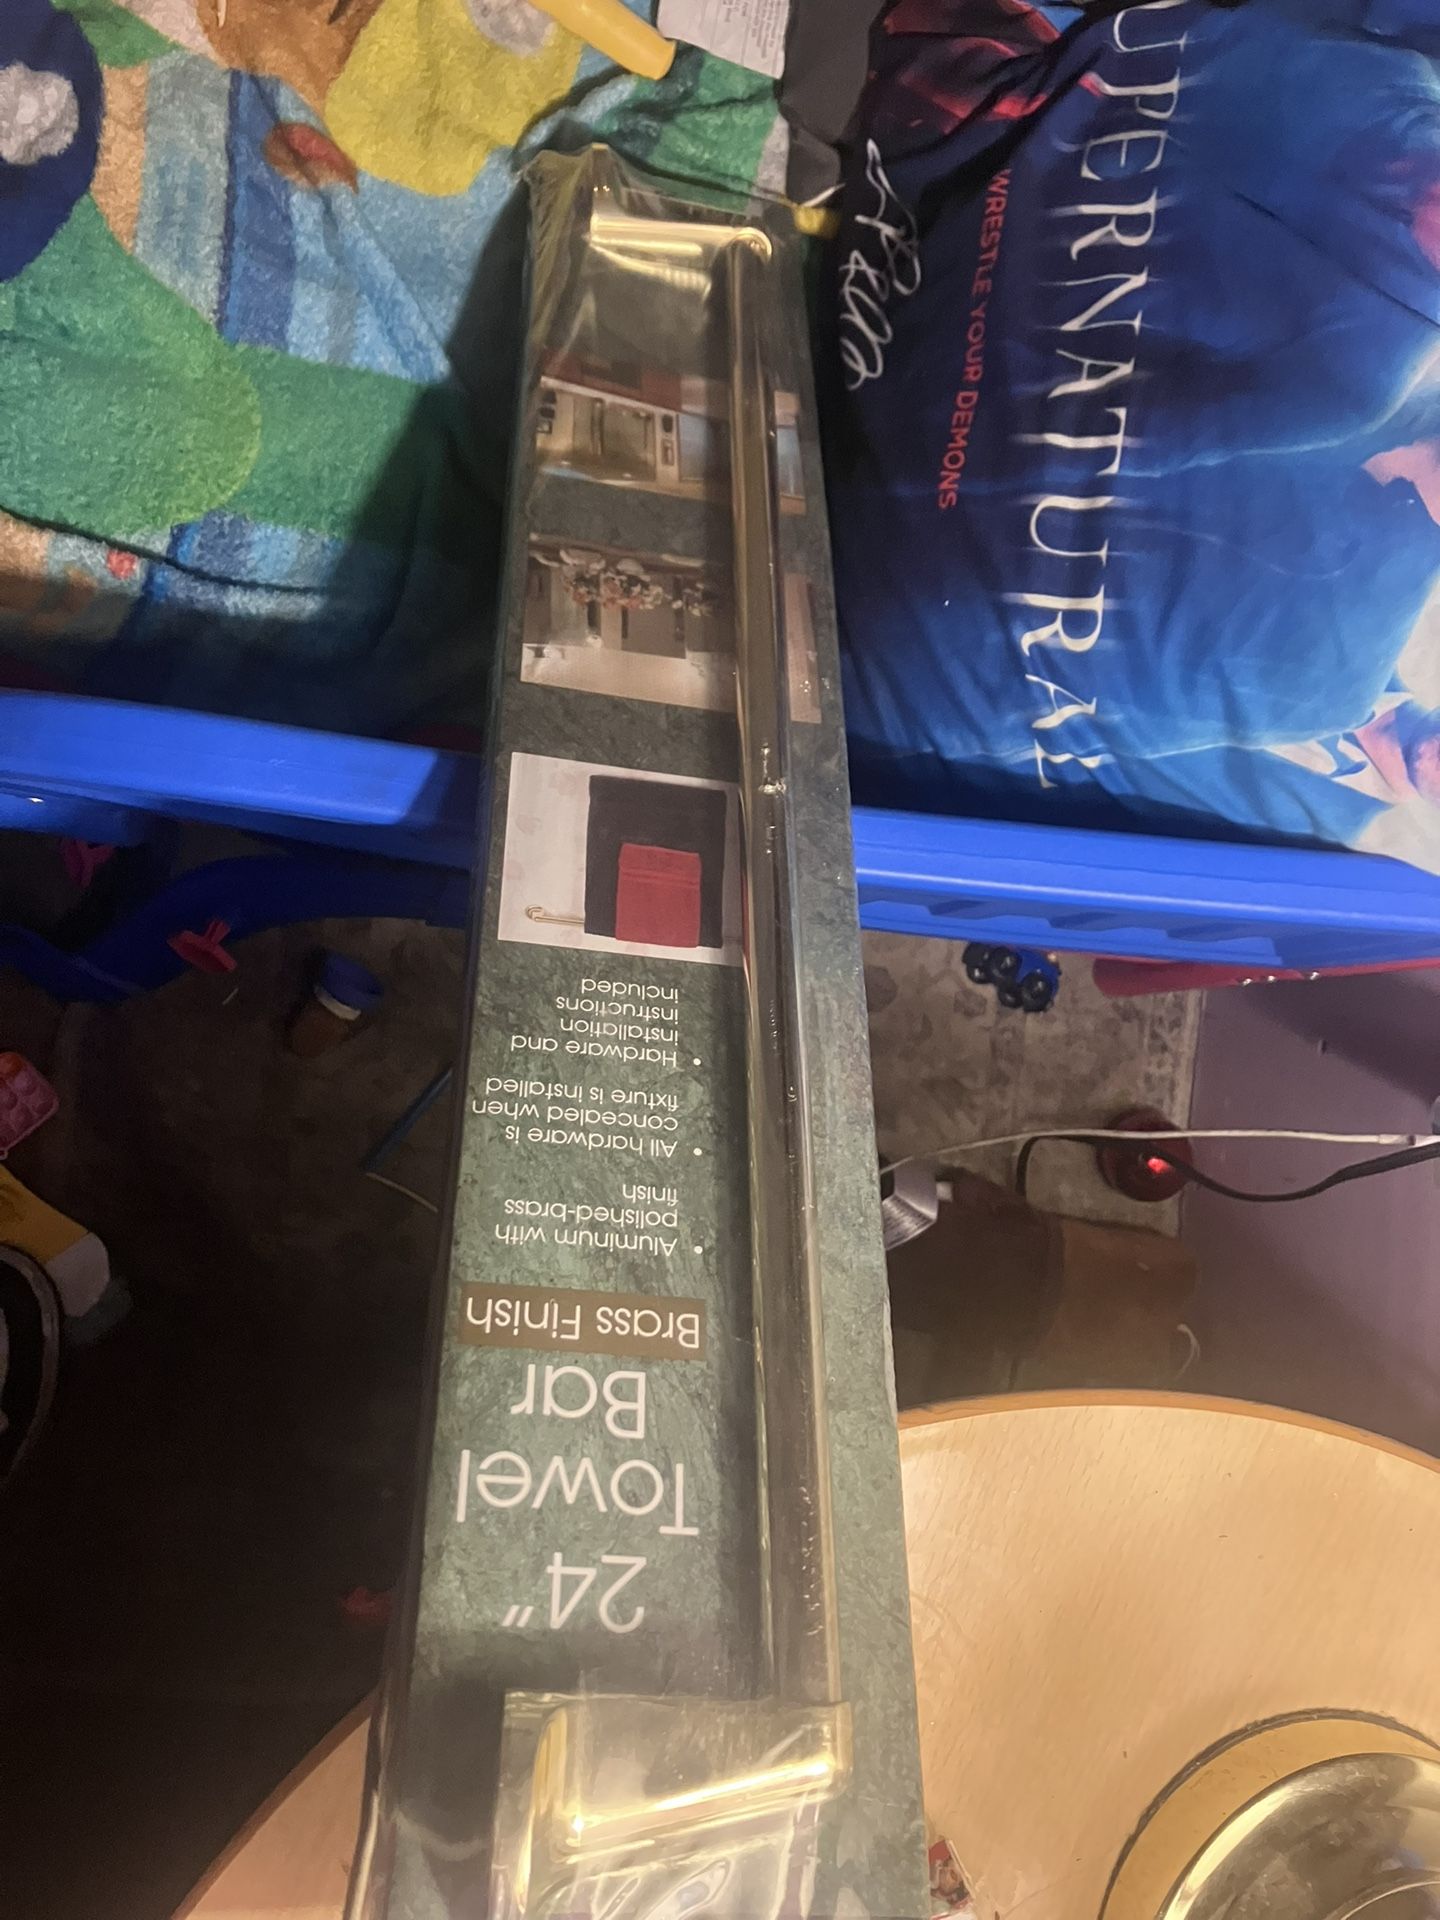 24"
Towel
Bar
Brass Finish
• Aluminum with
polished-brass
finish
• All hardware is
concealed when
fixture is installed
• Hardware and
installation
instructions
included
UPERNATURAL
WRESTLE YOUR DEMONS